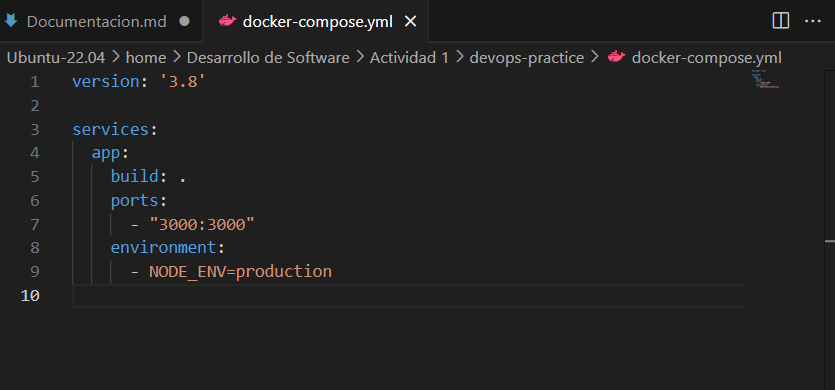 Documentacion.md ● docker-compose.yml ×
Ubuntu-22.04 > home > Desarrollo de Software > Actividad 1 > devops-practice > docker-compose.yml
1 version: '3.8'
2
3 services:
4   app:
5     build: .
6     ports:
7       - "3000:3000"
8     environment:
9       - NODE_ENV=production
10